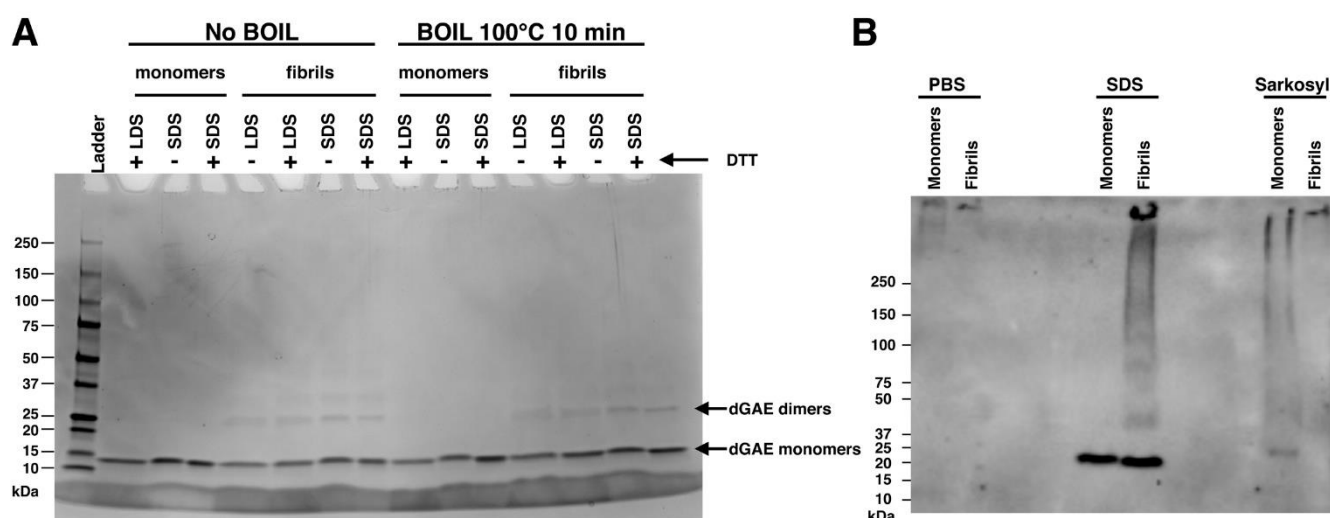 A
No BOIL
BOIL 100°C 10 min
monomers
fibrils
monomers
fibrils
Ladder
+ LDS
- SDS
+ SDS
- LDS
+ LDS
- SDS
+ SDS
+ LDS
- SDS
+ SDS
- LDS
+ LDS
- SDS
+ SDS
DTT
250
150
100
75
50
37
25
20
15
10
kDa
dGAE dimers
dGAE monomers
B
PBS
SDS
Sarkosyl
Monomers
Fibrils
Monomers
Fibrils
Monomers
Fibrils
250
150
100
75
50
37
25
20
15
10
kDa